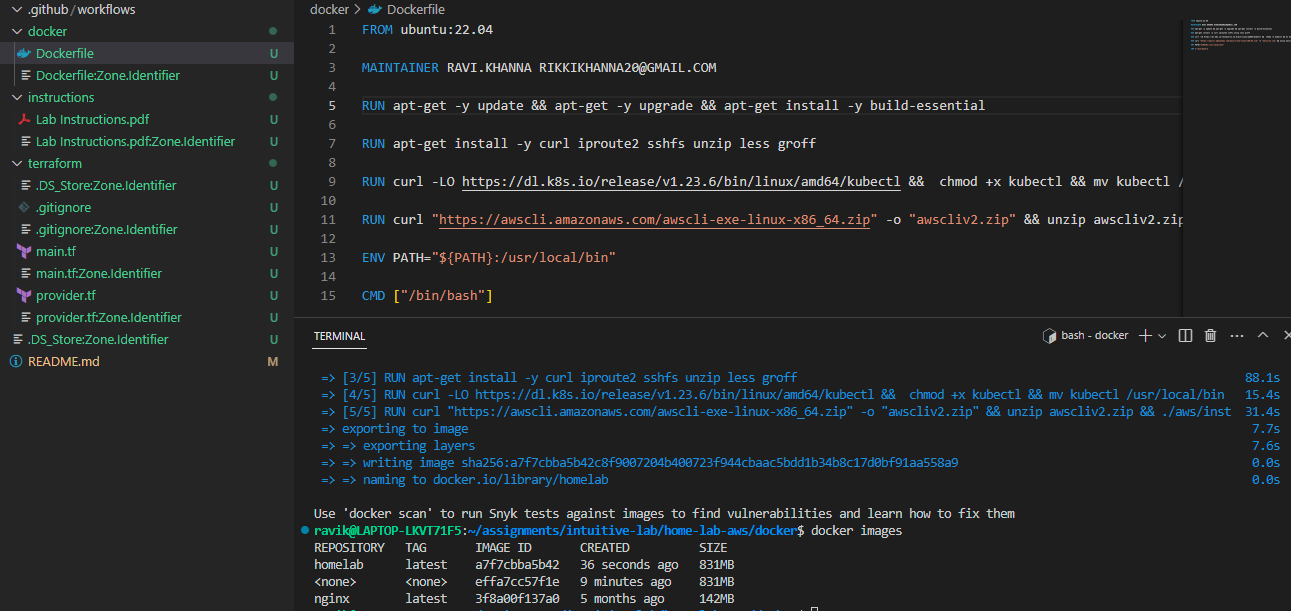 .github/workflows
docker
Dockerfile U
Dockerfile:Zone.Identifier U
instructions
Lab Instructions.pdf U
Lab Instructions.pdf:Zone.Identifier U
terraform
.DS_Store:Zone.Identifier U
.gitignore U
.gitignore:Zone.Identifier U
main.tf U
main.tf:Zone.Identifier U
provider.tf U
provider.tf:Zone.Identifier U
.DS_Store:Zone.Identifier U
README.md M
docker > Dockerfile
1 FROM ubuntu:22.04
2
3 MAINTAINER RAVI.KHANNA RIKKIKHANNA20@GMAIL.COM
4
5 RUN apt-get -y update && apt-get -y upgrade && apt-get install -y build-essential
6
7 RUN apt-get install -y curl iproute2 sshfs unzip less groff
8
9 RUN curl -LO https://dl.k8s.io/release/v1.23.6/bin/linux/amd64/kubectl &&  chmod +x kubectl && mv kubectl /
10
11 RUN curl "https://awscli.amazonaws.com/awscli-exe-linux-x86_64.zip" -o "awscliv2.zip" && unzip awscliv2.zip
12
13 ENV PATH="${PATH}:/usr/local/bin"
14
15 CMD ["/bin/bash"]
TERMINAL
bash - docker
=> [3/5] RUN apt-get install -y curl iproute2 sshfs unzip less groff 88.1s
=> [4/5] RUN curl -LO https://dl.k8s.io/release/v1.23.6/bin/linux/amd64/kubectl &&  chmod +x kubectl && mv kubectl /usr/local/bin 15.4s
=> [5/5] RUN curl "https://awscli.amazonaws.com/awscli-exe-linux-x86_64.zip" -o "awscliv2.zip" && unzip awscliv2.zip && ./aws/inst 31.4s
=> exporting to image 7.7s
=> => exporting layers 7.6s
=> => writing image sha256:a7f7cbba5b42c8f9007204b400723f944cbaac5bdd1b34b8c17d0bf91aa558a9 0.0s
=> => naming to docker.io/library/homelab 0.0s
Use 'docker scan' to run Snyk tests against images to find vulnerabilities and learn how to fix them
ravik@LAPTOP-LKVT71F5:~/assignments/intuitive-lab/home-lab-aws/docker$ docker images
REPOSITORY TAG IMAGE ID CREATED SIZE
homelab latest a7f7cbba5b42 36 seconds ago 831MB
<none> <none> effa7cc57f1e 9 minutes ago 831MB
nginx latest 3f8a00f137a0 5 months ago 142MB